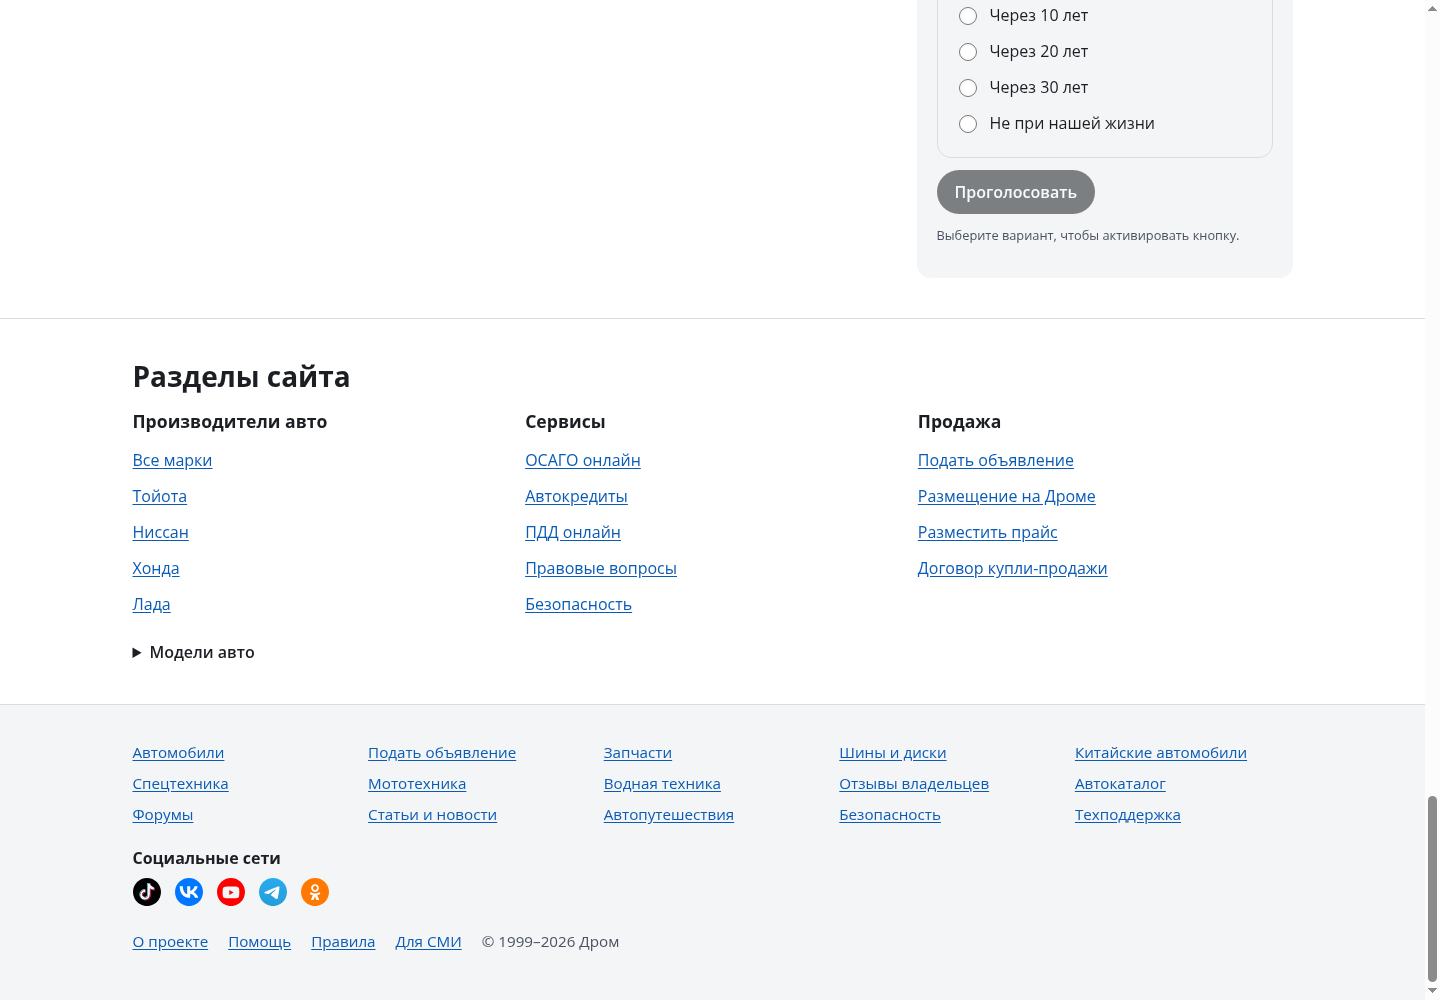 Через 10 лет
Через 20 лет
Через 30 лет
Не при нашей жизни
Проголосовать
Выберите вариант, чтобы активировать кнопку.
Разделы сайта
Производители авто
Все марки
Тойота
Ниссан
Хонда
Лада
Модели авто
Сервисы
ОСАГО онлайн
Автокредиты
ПДД онлайн
Правовые вопросы
Безопасность
Продажа
Подать объявление
Размещение на Дроме
Разместить прайс
Договор купли-продажи
Автомобили Подать объявление Запчасти Шины и диски Китайские автомобили
Спецтехника Мототехника Водная техника Отзывы владельцев Автокаталог
Форумы Статьи и новости Автопутешествия Безопасность Техподдержка
Социальные сети
О проекте Помощь Правила Для СМИ © 1999–2026 Дром